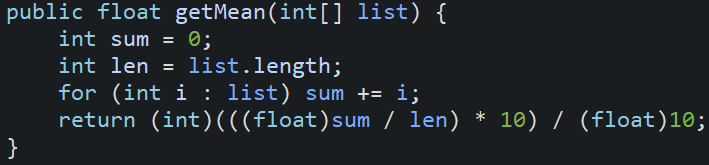 public float getMean(int[] list) {
    int sum = 0;
    int len = list.length;
    for (int i : list) sum += i;
    return (int)(((float)sum / len) * 10) / (float)10;
}